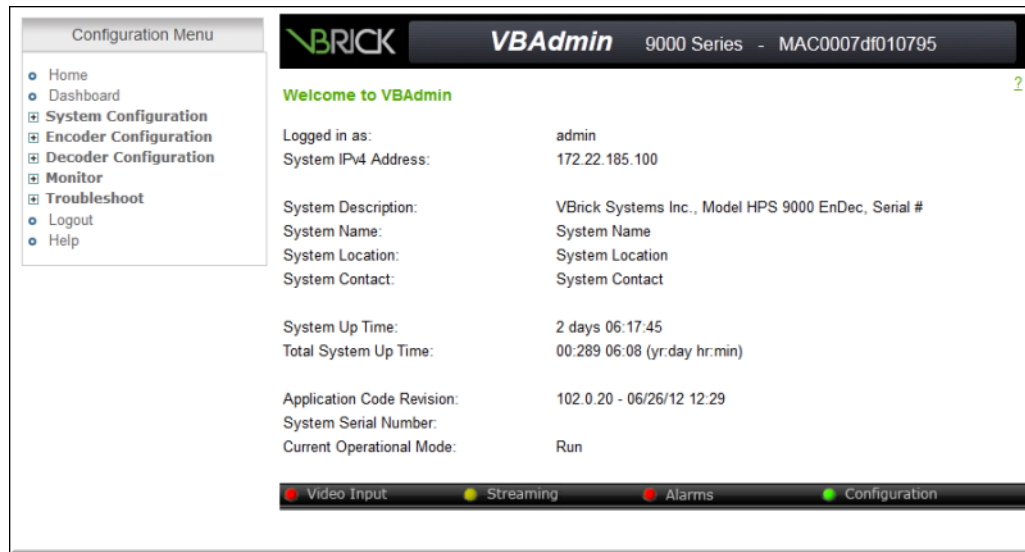 Configuration Menu
Home
Dashboard
System Configuration
Encoder Configuration
Decoder Configuration
Monitor
Troubleshoot
Logout
Help
VBRICK VBAdmin 9000 Series - MAC0007df010795
?
Welcome to VBAdmin
Logged in as: admin
System IPv4 Address: 172.22.185.100
System Description: VBrick Systems Inc., Model HPS 9000 EnDec, Serial #
System Name: System Name
System Location: System Location
System Contact: System Contact
System Up Time: 2 days 06:17:45
Total System Up Time: 00:289 06:08 (yr:day hr:min)
Application Code Revision: 102.0.20 - 06/26/12 12:29
System Serial Number:
Current Operational Mode: Run
Video Input Streaming Alarms Configuration